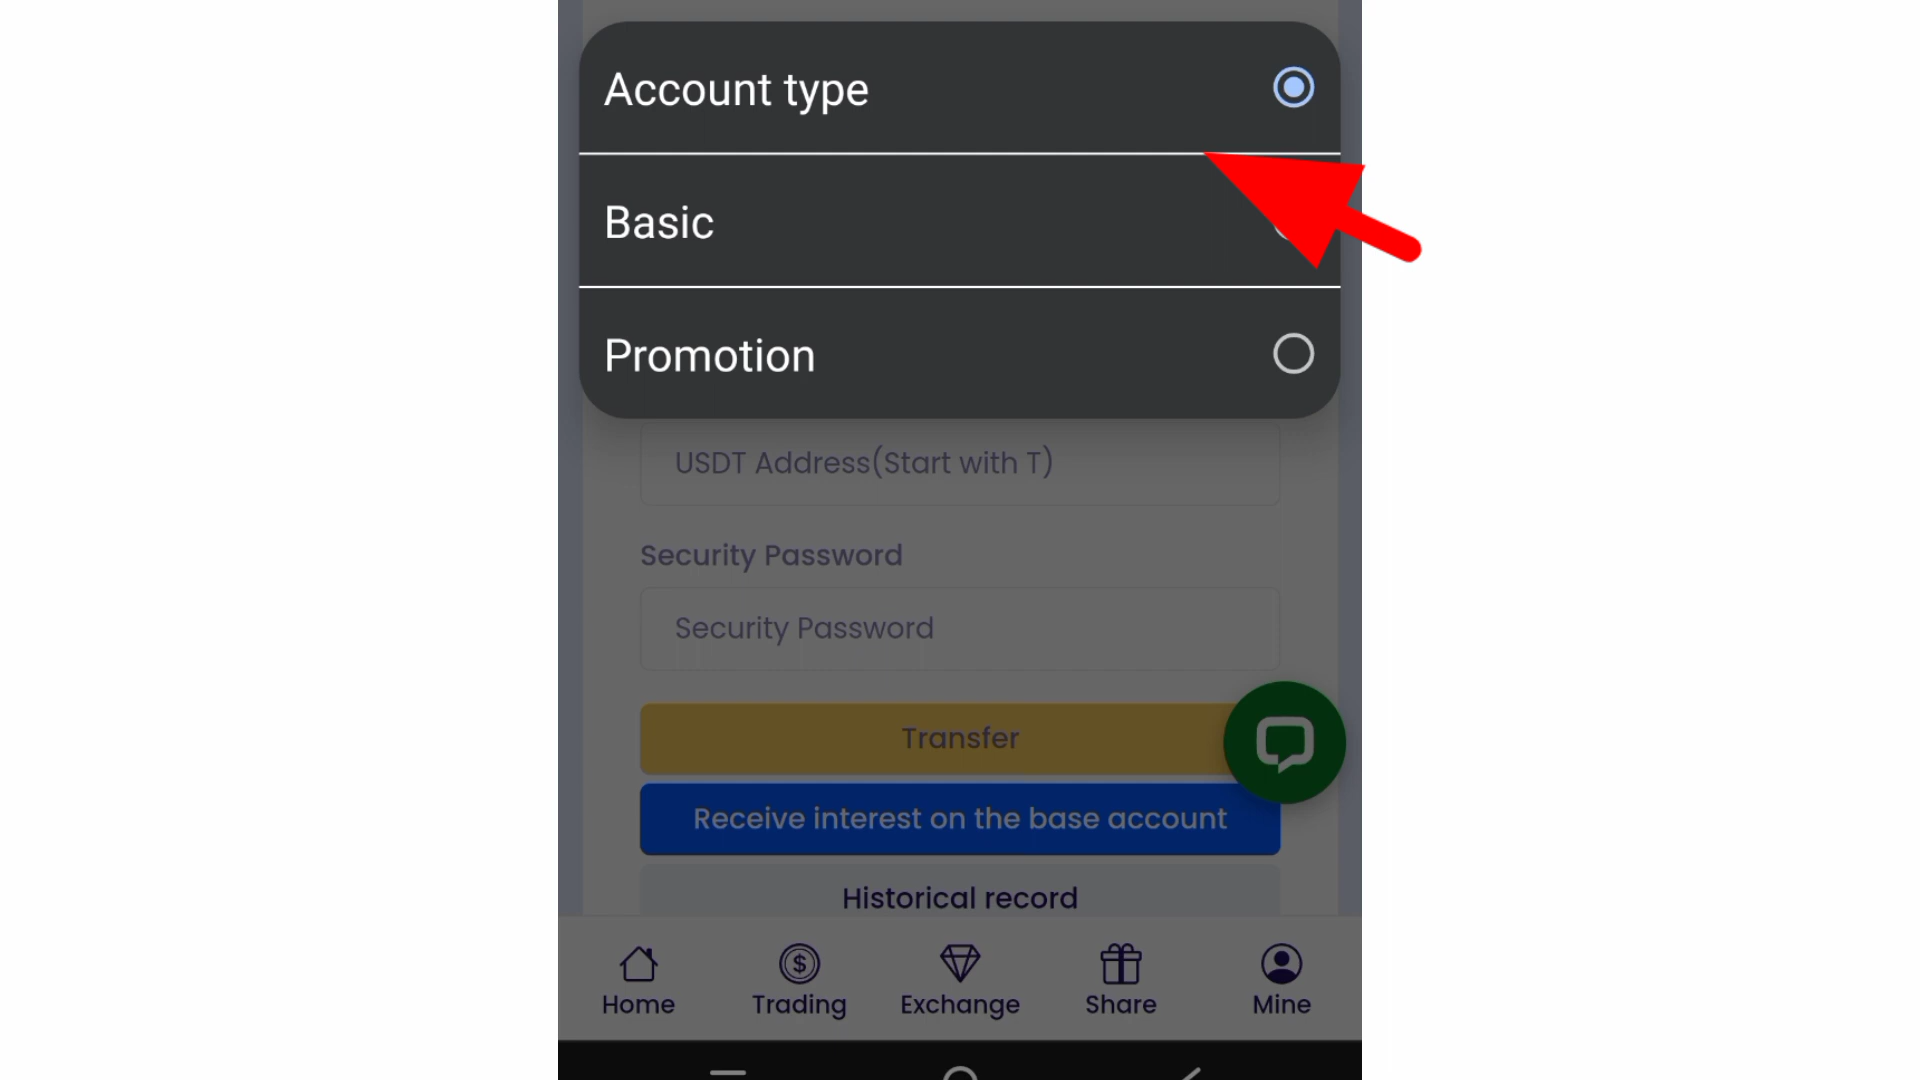 Account type
Basic
Promotion
USDT Address(Start with T)
Security Password
Security Password
Transfer
Receive interest on the base account
Historical record
Home
Trading
Exchange
Share
Mine